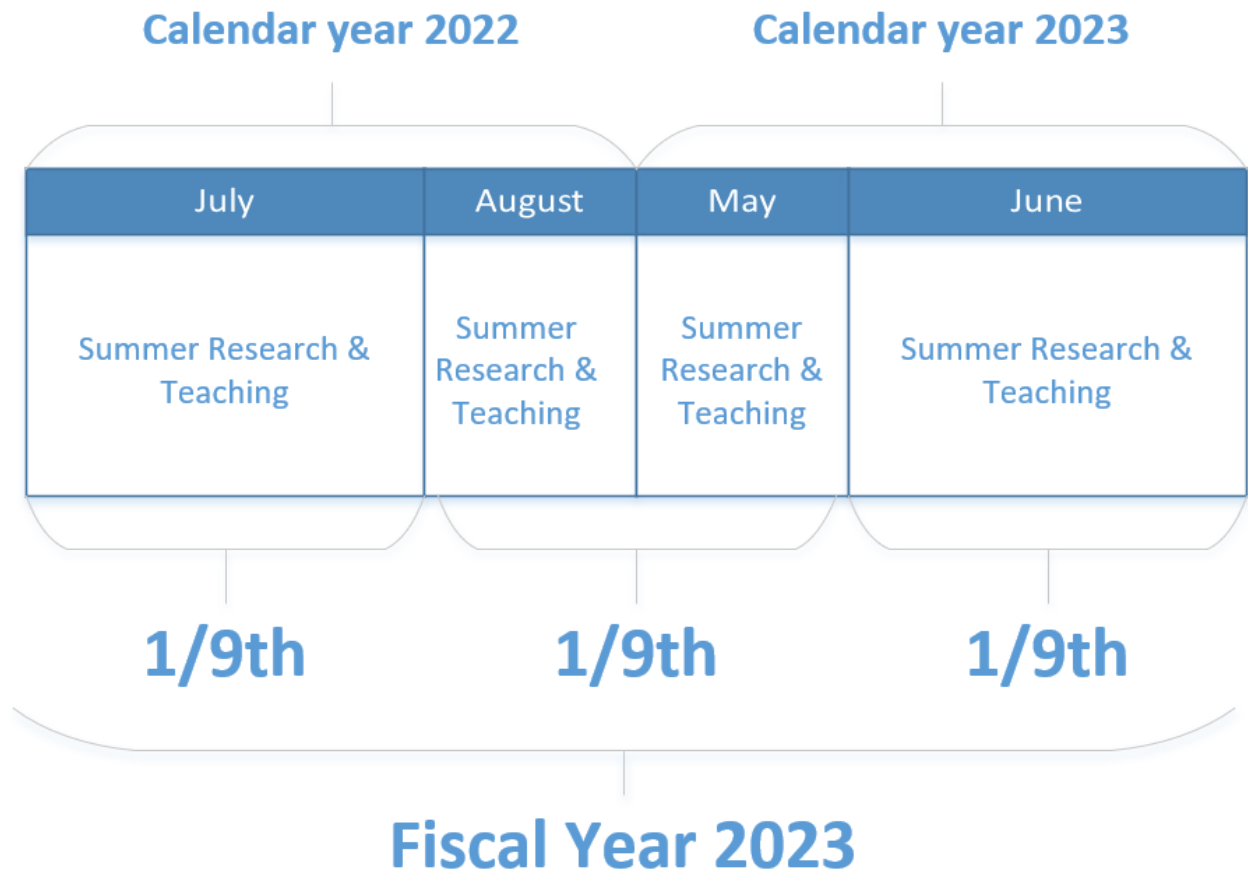 Calendar year 2022
Calendar year 2023
July
August
May
June
Summer Research &
Teaching
Summer
Research &
Teaching
Summer
Research &
Teaching
Summer Research &
Teaching
1/9th
1/9th
1/9th
Fiscal Year 2023